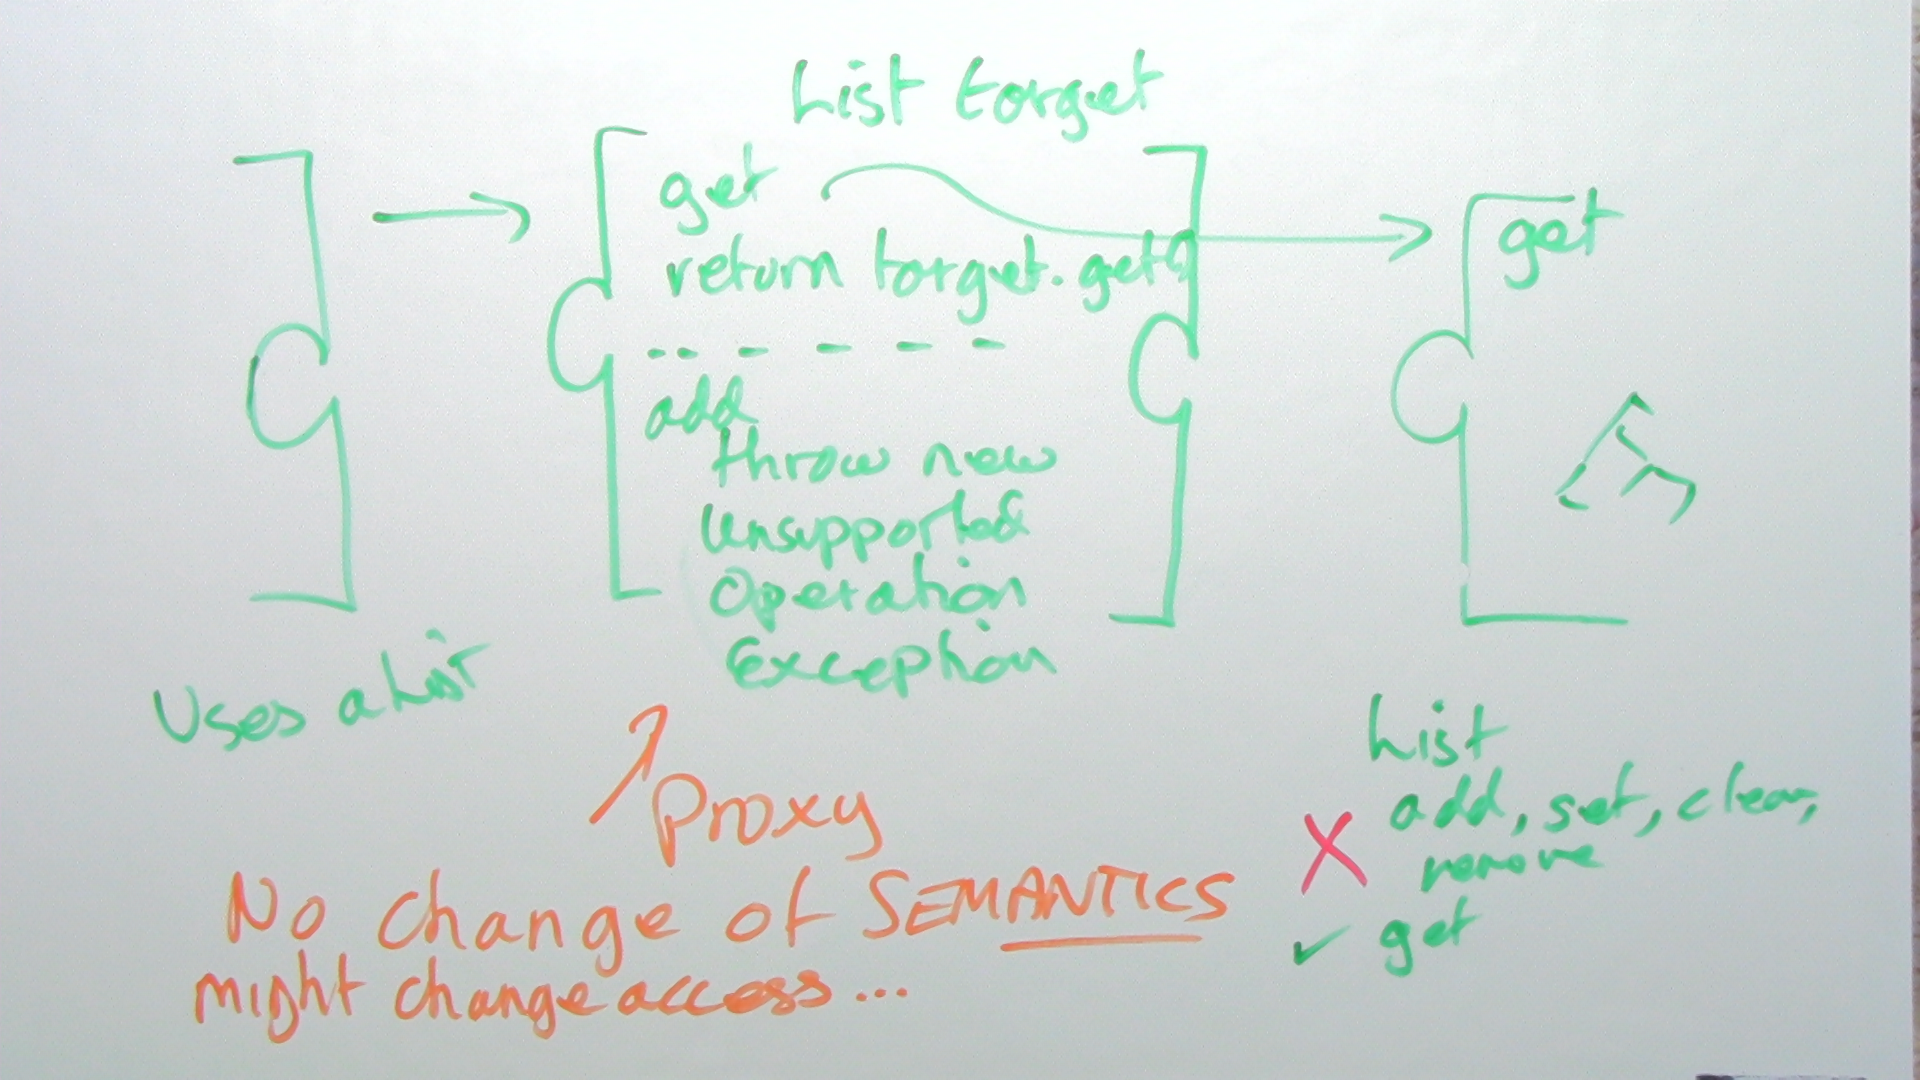 List target
get
return target.get()
get
add
throw new
Unsupported
Operation
Exception
Uses a List
Proxy
No change of SEMANTICS
might change access...
List
add, set, clear,
remove
get